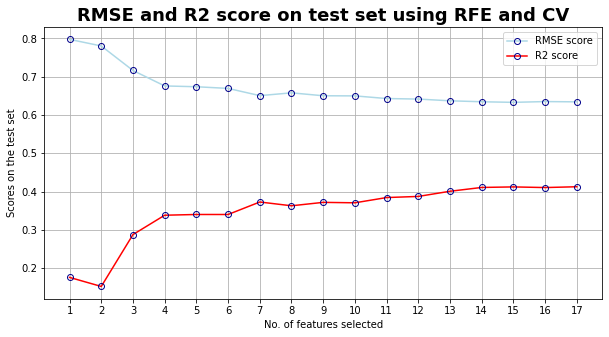 RMSE and R2 score on test set using RFE and CV
RMSE score
R2 score
Scores on the test set
0.8
0.7
0.6
0.5
0.4
0.3
0.2
1 2 3 4 5 6 7 8 9 10 11 12 13 14 15 16 17
No. of features selected